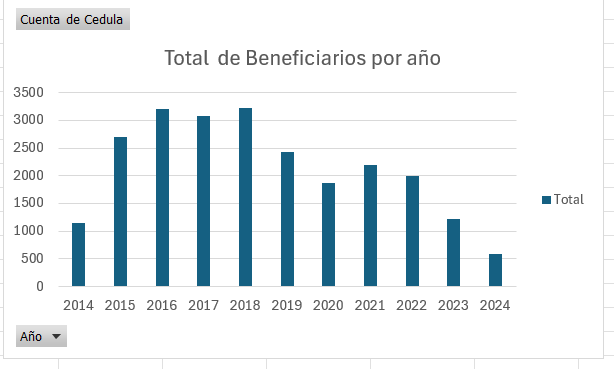 Cuenta de Cedula
Total de Beneficiarios por año
3500
3000
2500
2000
1500
1000
500
0
2014 2015 2016 2017 2018 2019 2020 2021 2022 2023 2024
Total
Año